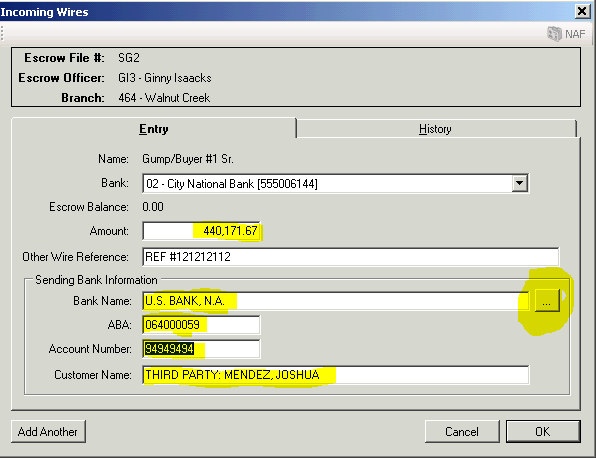 Incoming Wires
NAF
Escrow File #: SG2
Escrow Officer: GI3 - Ginny Isaacks
Branch: 464 - Walnut Creek
Entry History
Name: Gump/Buyer #1 Sr.
Bank: 02 - City National Bank [555006144]
Escrow Balance: 0.00
Amount: 440,171.67
Other Wire Reference: REF #121212112
Sending Bank Information
Bank Name: U.S. BANK, N.A. ...
ABA: 064000059
Account Number: 94949494
Customer Name: THIRD PARTY: MENDEZ, JOSHUA
Add Another Cancel OK